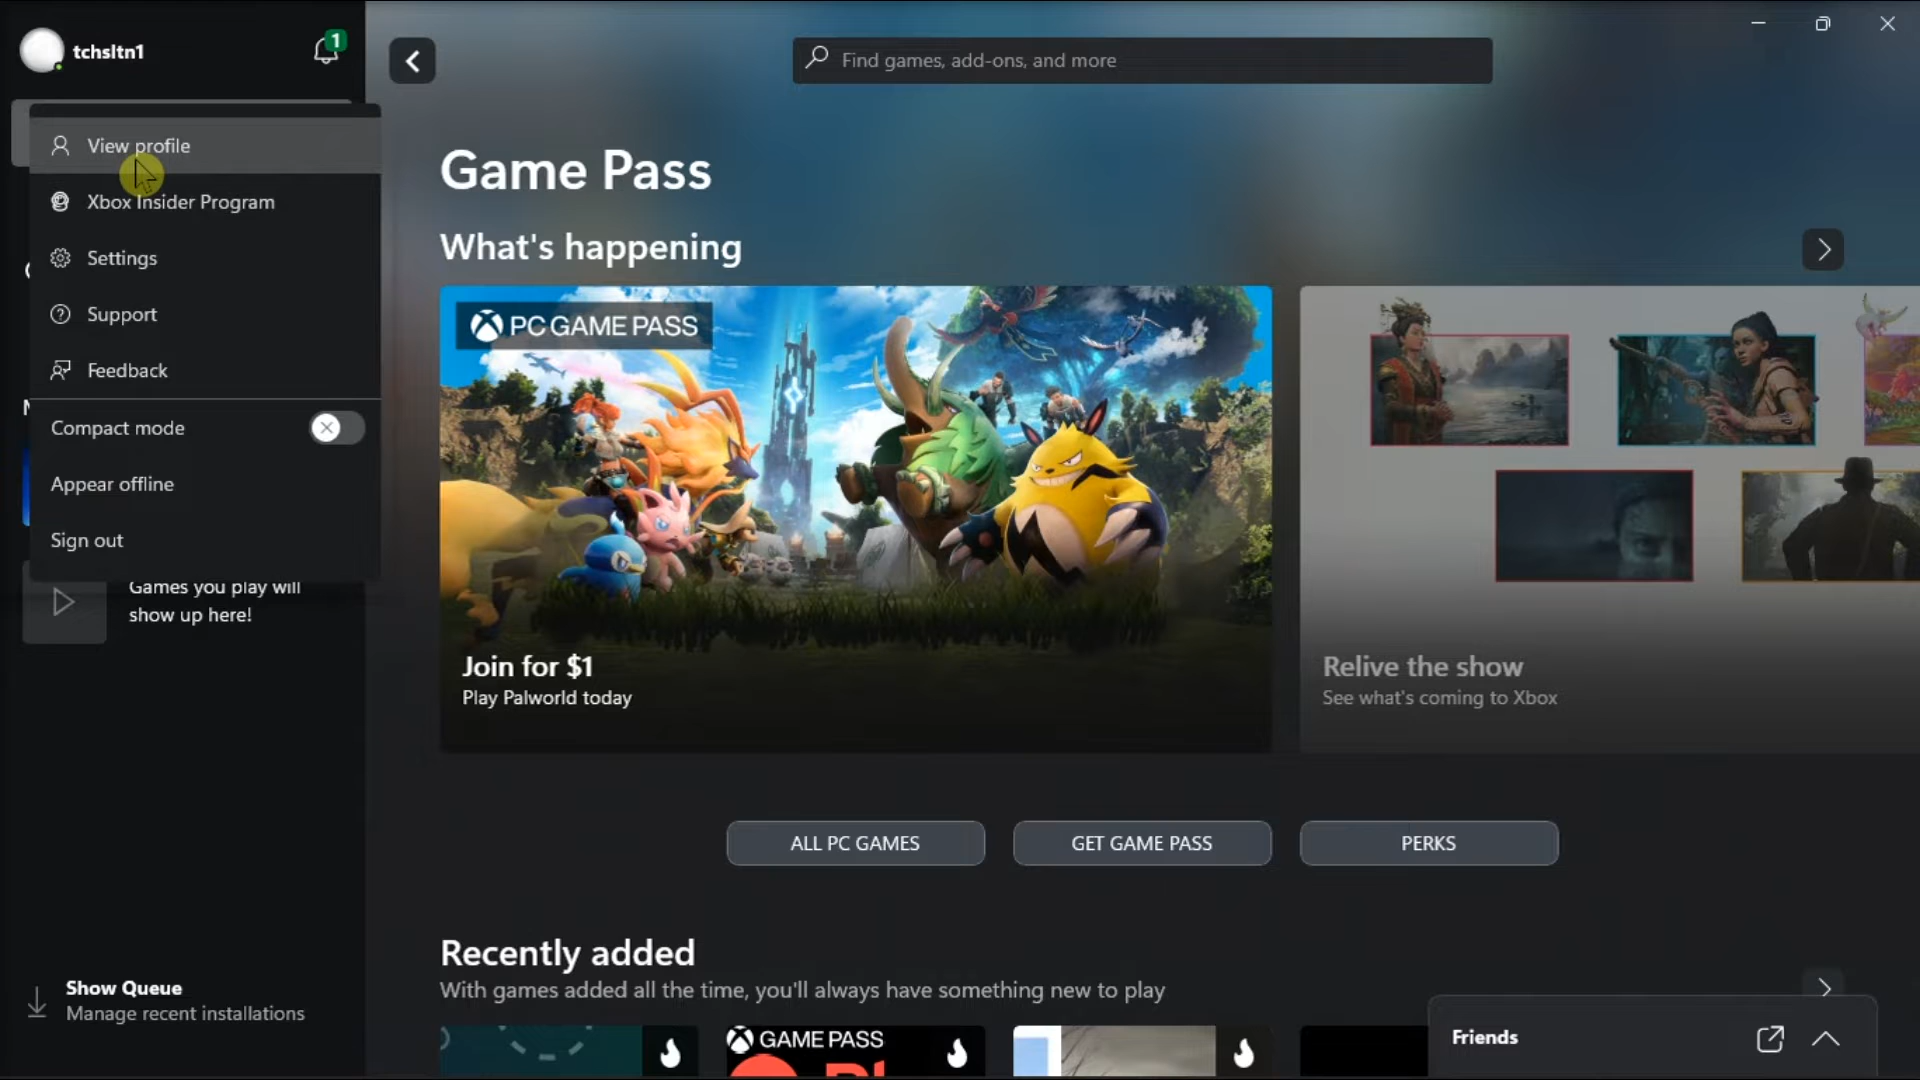 tchsltn1
1
Find games, add-ons, and more
View profile
Xbox Insider Program
Settings
Support
Feedback
Compact mode
Appear offline
Sign out
Games you play will
show up here!
Show Queue
Manage recent installations
Game Pass
What's happening
PC GAME PASS
Join for $1
Play Palworld today
Relive the show
See what's coming to Xbox
ALL PC GAMES
GET GAME PASS
PERKS
Recently added
With games added all the time, you'll always have something new to play
GAME PASS
Friends